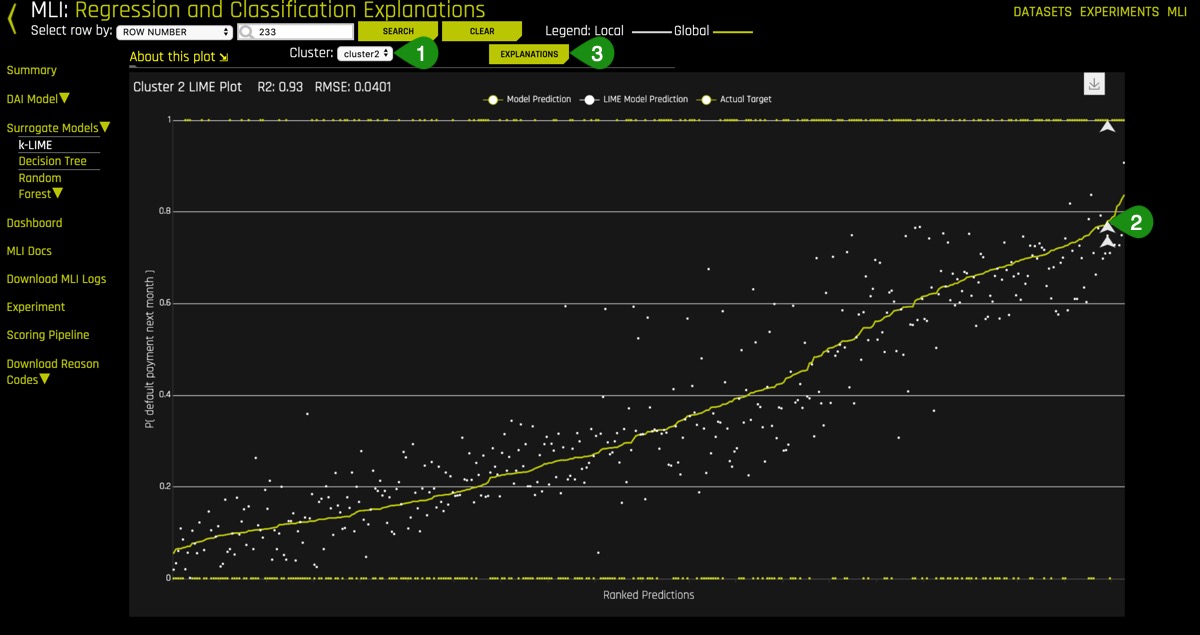 MLI: Regression and Classification Explanations
DATASETS EXPERIMENTS MLI
Select row by: ROW NUMBER 233 SEARCH CLEAR Legend: Local Global
About this plot Cluster: cluster2 1 EXPLANATIONS 3
Summary
DAI Model
Surrogate Models
k-LIME
Decision Tree
Random
Forest
Dashboard
MLI Docs
Download MLI Logs
Experiment
Scoring Pipeline
Download Reason
Codes
Cluster 2 LIME Plot R2: 0.93 RMSE: 0.0401
Model Prediction LIME Model Prediction Actual Target
1
0.8
2
0.6
0.4
0.2
0
P( default payment next month )
Ranked Predictions